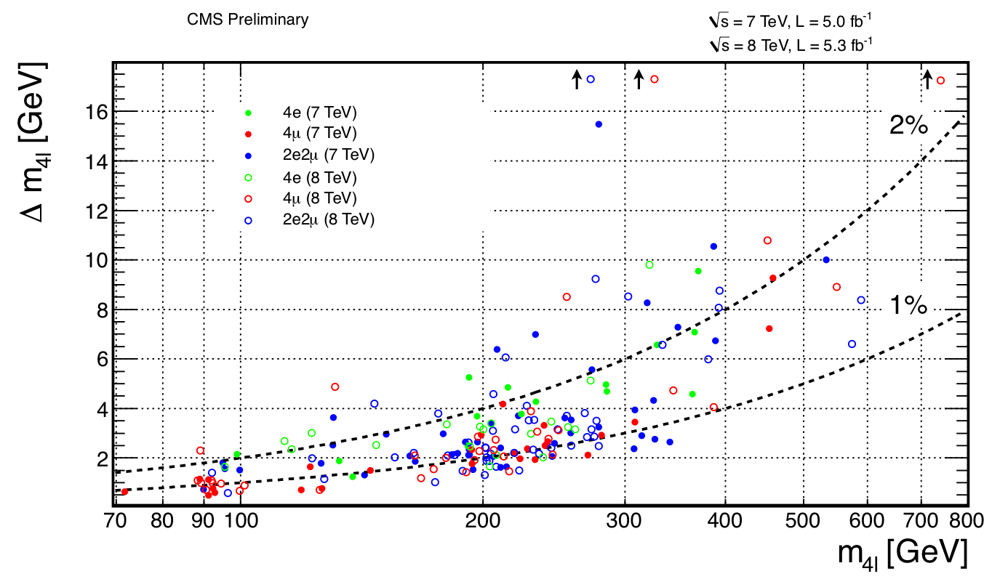 CMS Preliminary
√s = 7 TeV, L = 5.0 fb⁻¹
√s = 8 TeV, L = 5.3 fb⁻¹
Δ m₄ₗ [GeV]
16
14
12
10
8
6
4
2
4e (7 TeV)
4μ (7 TeV)
2e2μ (7 TeV)
4e (8 TeV)
4μ (8 TeV)
2e2μ (8 TeV)
2%
1%
70 80 90 100 200 300 400 500 600 700 800
m₄ₗ [GeV]